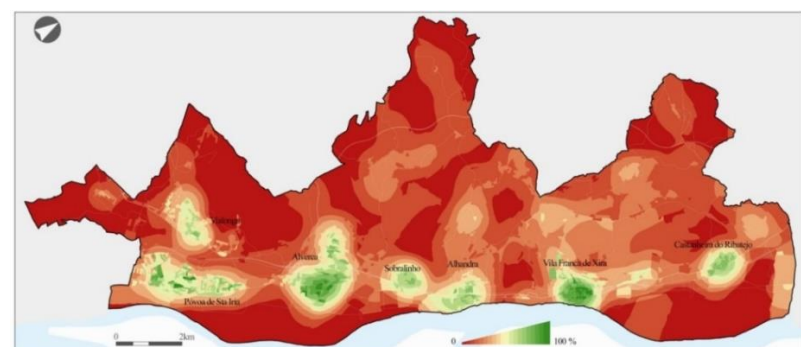 Vialonga
Alverca
Sobralinho
Alhandra
Vila Franca de Xira
Castanheira do Ribatejo
Póvoa de Sta Iria
0 2km
0 100 %